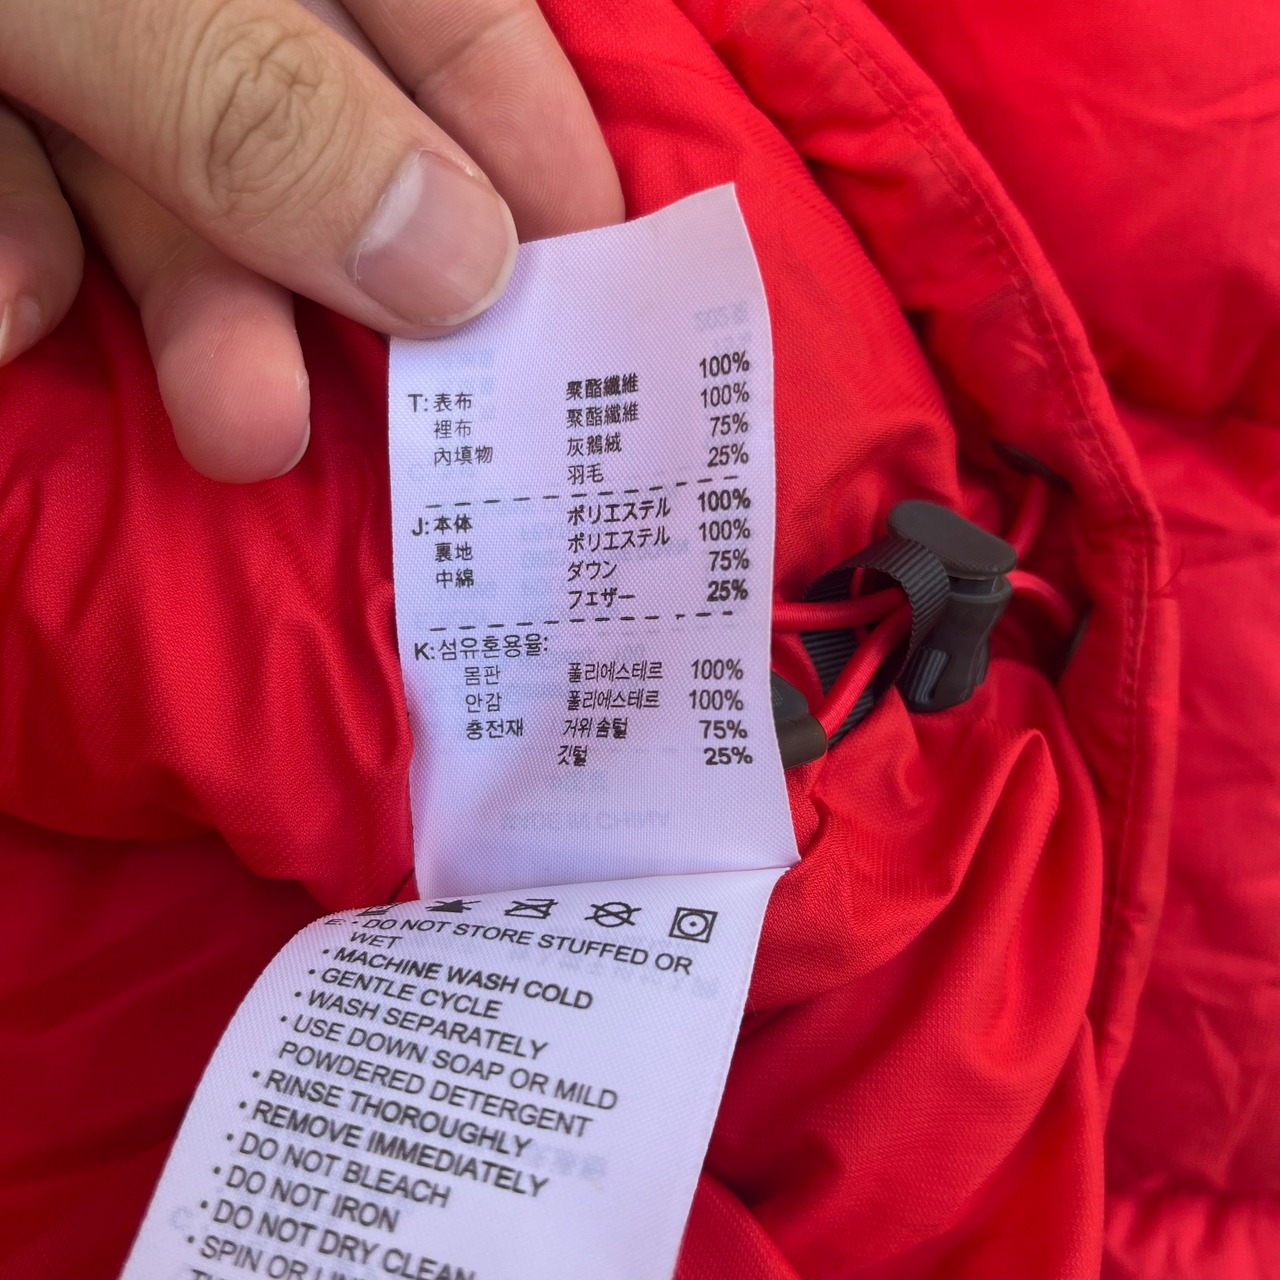 T: 表布 聚酯纖維 100%
裡布 聚酯纖維 100%
內填物 灰鵝絨 75%
羽毛 25%
J: 本体 ポリエステル 100%
裏地 ポリエステル 100%
中綿 ダウン 75%
フェザー 25%
K: 섬유혼용율:
몸판 폴리에스테르 100%
안감 폴리에스테르 100%
충전재 거위솜털 75%
깃털 25%
E: • DO NOT STORE STUFFED OR
WET
• MACHINE WASH COLD
• GENTLE CYCLE
• WASH SEPARATELY
• USE DOWN SOAP OR MILD
POWDERED DETERGENT
• RINSE THOROUGHLY
• REMOVE IMMEDIATELY
• DO NOT BLEACH
• DO NOT IRON
• DO NOT DRY CLEAN
• SPIN OR